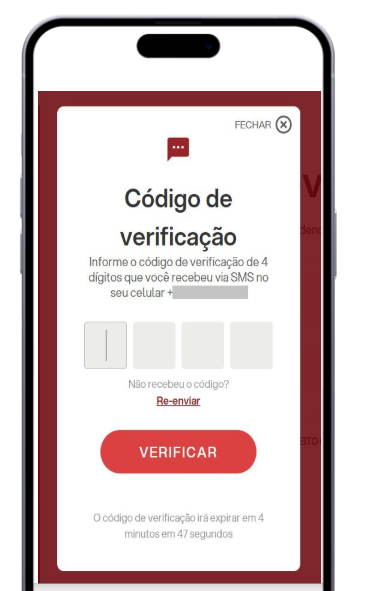 FECHAR
Código de
verificação
Informe o código de verificação de 4
dígitos que você recebeu via SMS no
seu celular +
Não recebeu o código?
Re-enviar
VERIFICAR
O código de verificação irá expirar em 4
minutos em 47 segundos